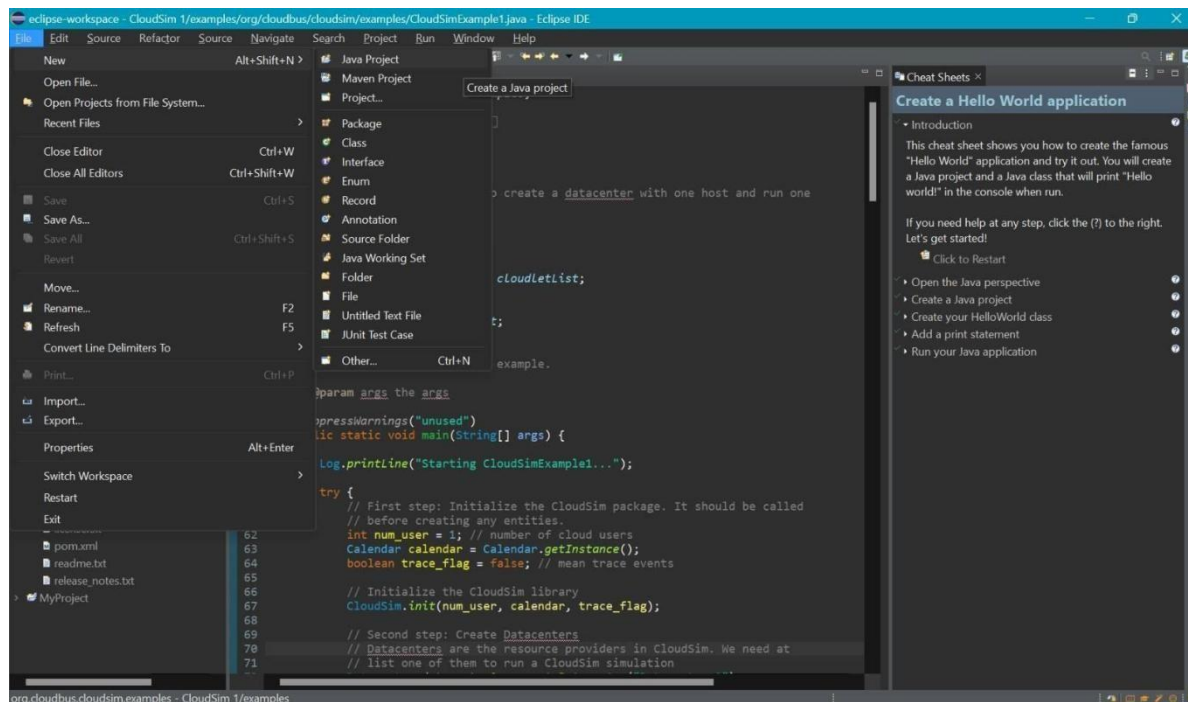 eclipse-workspace - CloudSim 1/examples/org/cloudbus/cloudsim/examples/CloudSimExample1.java - Eclipse IDE
File Edit Source Refactor Source Navigate Search Project Run Window Help
New Alt+Shift+N >
Open File...
Open Projects from File System...
Recent Files >
Close Editor Ctrl+W
Close All Editors Ctrl+Shift+W
Save Ctrl+S
Save As...
Save All Ctrl+Shift+S
Revert
Move...
Rename... F2
Refresh F5
Convert Line Delimiters To >
Print... Ctrl+P
Import...
Export...
Properties Alt+Enter
Switch Workspace >
Restart
Exit
Java Project
Maven Project
Project...
Package
Class
Interface
Enum
Record
Annotation
Source Folder
Java Working Set
Folder
File
Untitled Text File
JUnit Test Case
Other... Ctrl+N
Create a Java project
pom.xml
readme.txt
release_notes.txt
> MyProject
create a datacenter with one host and run one
cloudletList;
t;
example.
@param args the args
pressWarnings("unused")
lic static void main(String[] args) {
Log.printLine("Starting CloudSimExample1...");
try {
// First step: Initialize the CloudSim package. It should be called
// before creating any entities.
62 int num_user = 1; // number of cloud users
63 Calendar calendar = Calendar.getInstance();
64 boolean trace_flag = false; // mean trace events
65
66 // Initialize the CloudSim library
67 CloudSim.init(num_user, calendar, trace_flag);
68
69 // Second step: Create Datacenters
70 // Datacenters are the resource providers in CloudSim. We need at
71 // list one of them to run a CloudSim simulation
Cheat Sheets ×
Create a Hello World application
Introduction
This cheat sheet shows you how to create the famous
"Hello World" application and try it out. You will create
a Java project and a Java class that will print "Hello
world!" in the console when run.
If you need help at any step, click the (?) to the right.
Let's get started!
Click to Restart
Open the Java perspective
Create a Java project
Create your HelloWorld class
Add a print statement
Run your Java application
org.cloudbus.cloudsim.examples - CloudSim 1/examples